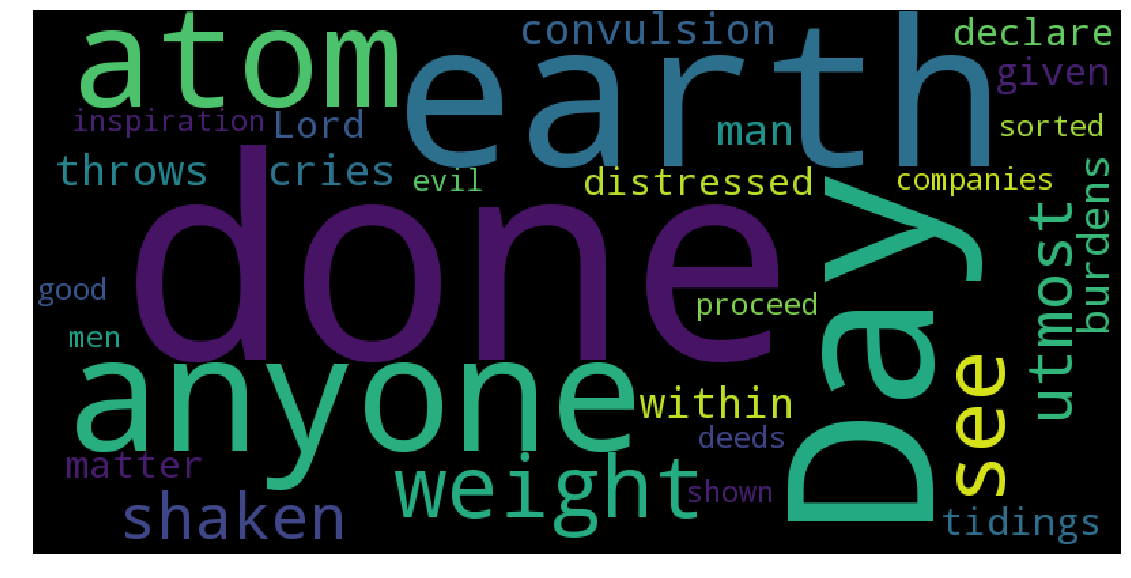 atom
earth
convulsion
declare
given
inspiration
Lord
man
sorted
throws
cries
evil
distressed
companies
done
Day
utmost
burdens
good
proceed
men
anyone
within
see
deeds
matter
weight
shown
shaken
tidings